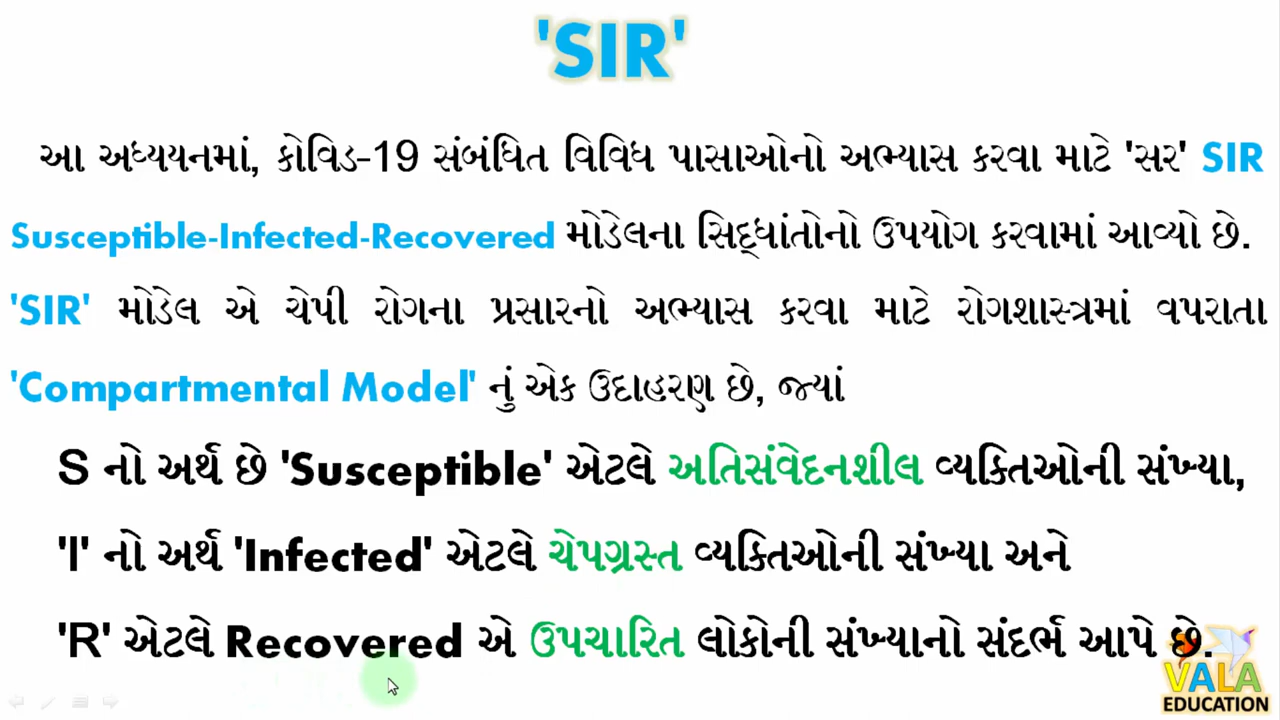 'SIR'
આ અધ્યયનમાં, કોવિડ-19 સંબંધિત વિવિધ પાસાઓનો અભ્યાસ કરવા માટે 'સર' SIR
Susceptible-Infected-Recovered મોડેલના સિદ્ધાંતોનો ઉપયોગ કરવામાં આવ્યો છે.
'SIR' મોડેલ એ ચેપી રોગના પ્રસારનો અભ્યાસ કરવા માટે રોગશાસ્ત્રમાં વપરાતા
'Compartmental Model' નું એક ઉદાહરણ છે, જ્યાં
S નો અર્થ છે 'Susceptible' એટલે અતિસંવેદનશીલ વ્યક્તિઓની સંખ્યા,
'I' નો અર્થ 'Infected' એટલે ચેપગ્રસ્ત વ્યક્તિઓની સંખ્યા અને
'R' એટલે Recovered એ ઉપચારિત લોકોની સંખ્યાનો સંદર્ભ આપે છે.
VALA
EDUCATION